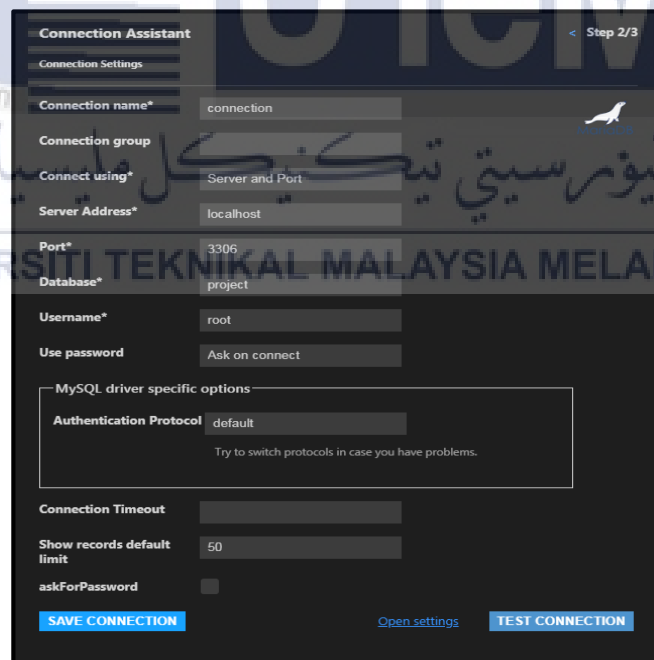 UTeM
Connection Assistant
< Step 2/3
Connection Settings
Connection name*
connection
Connection group
Connect using*
Server and Port
Server Address*
localhost
Port*
3306
Database*
project
Username*
root
Use password
Ask on connect
MySQL driver specific options
Authentication Protocol
default
Try to switch protocols in case you have problems.
Connection Timeout
Show records default
limit
50
askForPassword
SAVE CONNECTION
Open settings
TEST CONNECTION
TEKNIKAL MALAYSIA